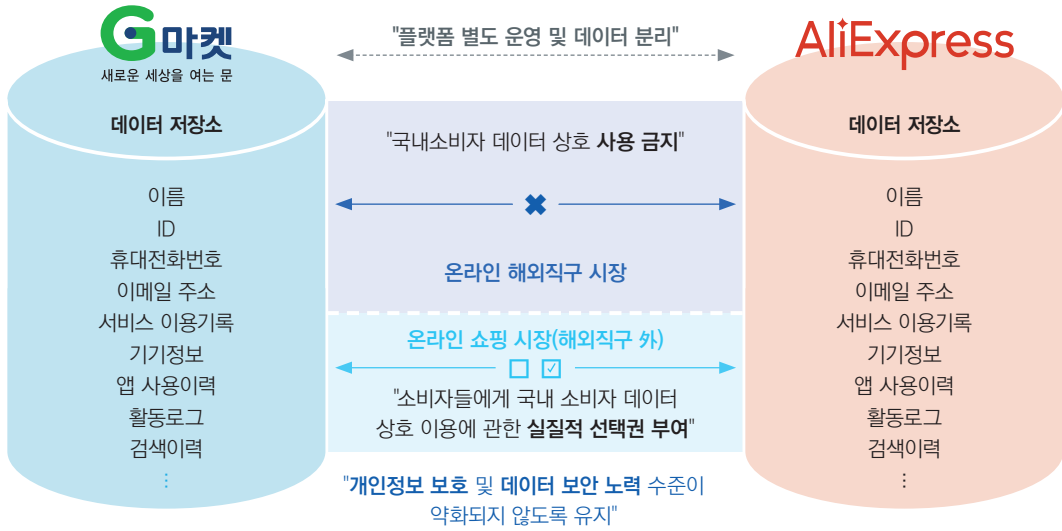 G마켓
새로운 세상을 여는 문
"플랫폼 별도 운영 및 데이터 분리"
AliExpress
데이터 저장소
이름
ID
휴대전화번호
이메일 주소
서비스 이용기록
기기정보
앱 사용이력
활동로그
검색이력
⋮
"국내소비자 데이터 상호 사용 금지"
온라인 해외직구 시장
온라인 쇼핑 시장(해외직구 外)
"소비자들에게 국내 소비자 데이터
상호 이용에 관한 실질적 선택권 부여"
"개인정보 보호 및 데이터 보안 노력 수준이
약화되지 않도록 유지"
데이터 저장소
이름
ID
휴대전화번호
이메일 주소
서비스 이용기록
기기정보
앱 사용이력
활동로그
검색이력
⋮